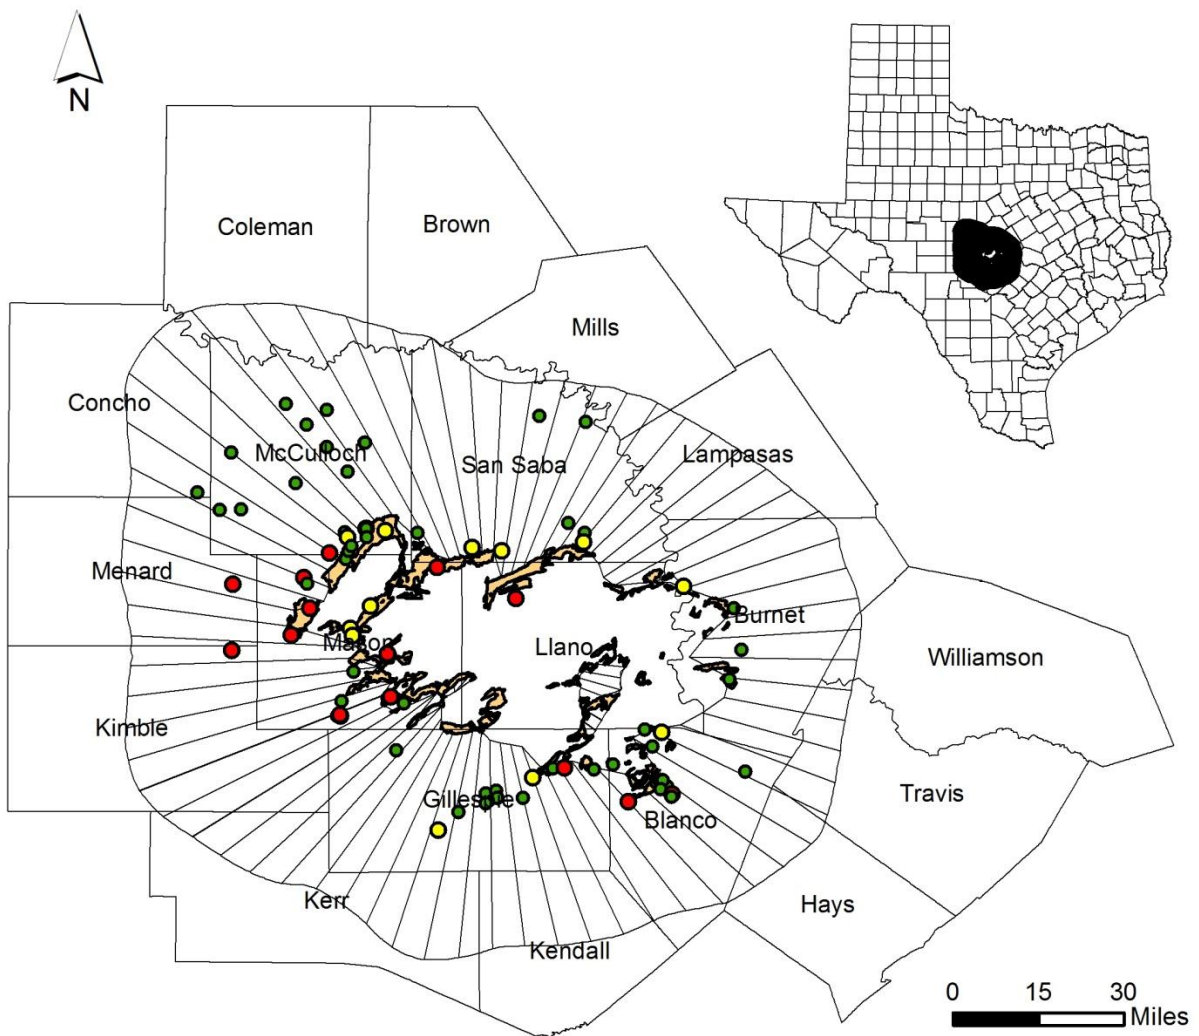 N
Coleman
Brown
Mills
Concho
McCulloch
San Saba
Lampasas
Menard
Mason
Llano
Burnet
Williamson
Kimble
Gillespie
Blanco
Travis
Kerr
Hays
Kendall
0 15 30
Miles